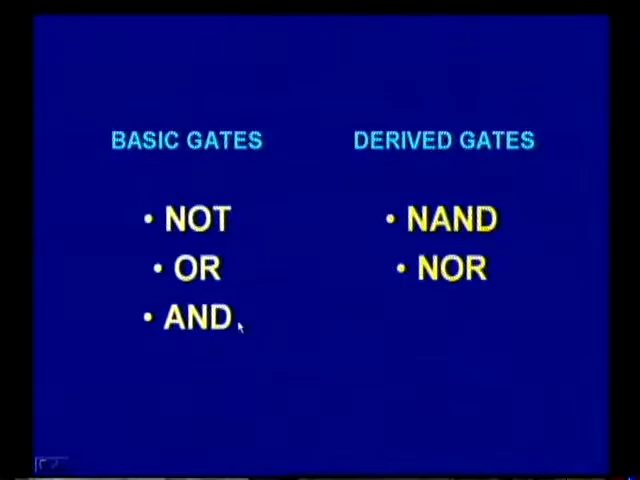 BASIC GATES
• NOT
• OR
• AND
DERIVED GATES
• NAND
• NOR